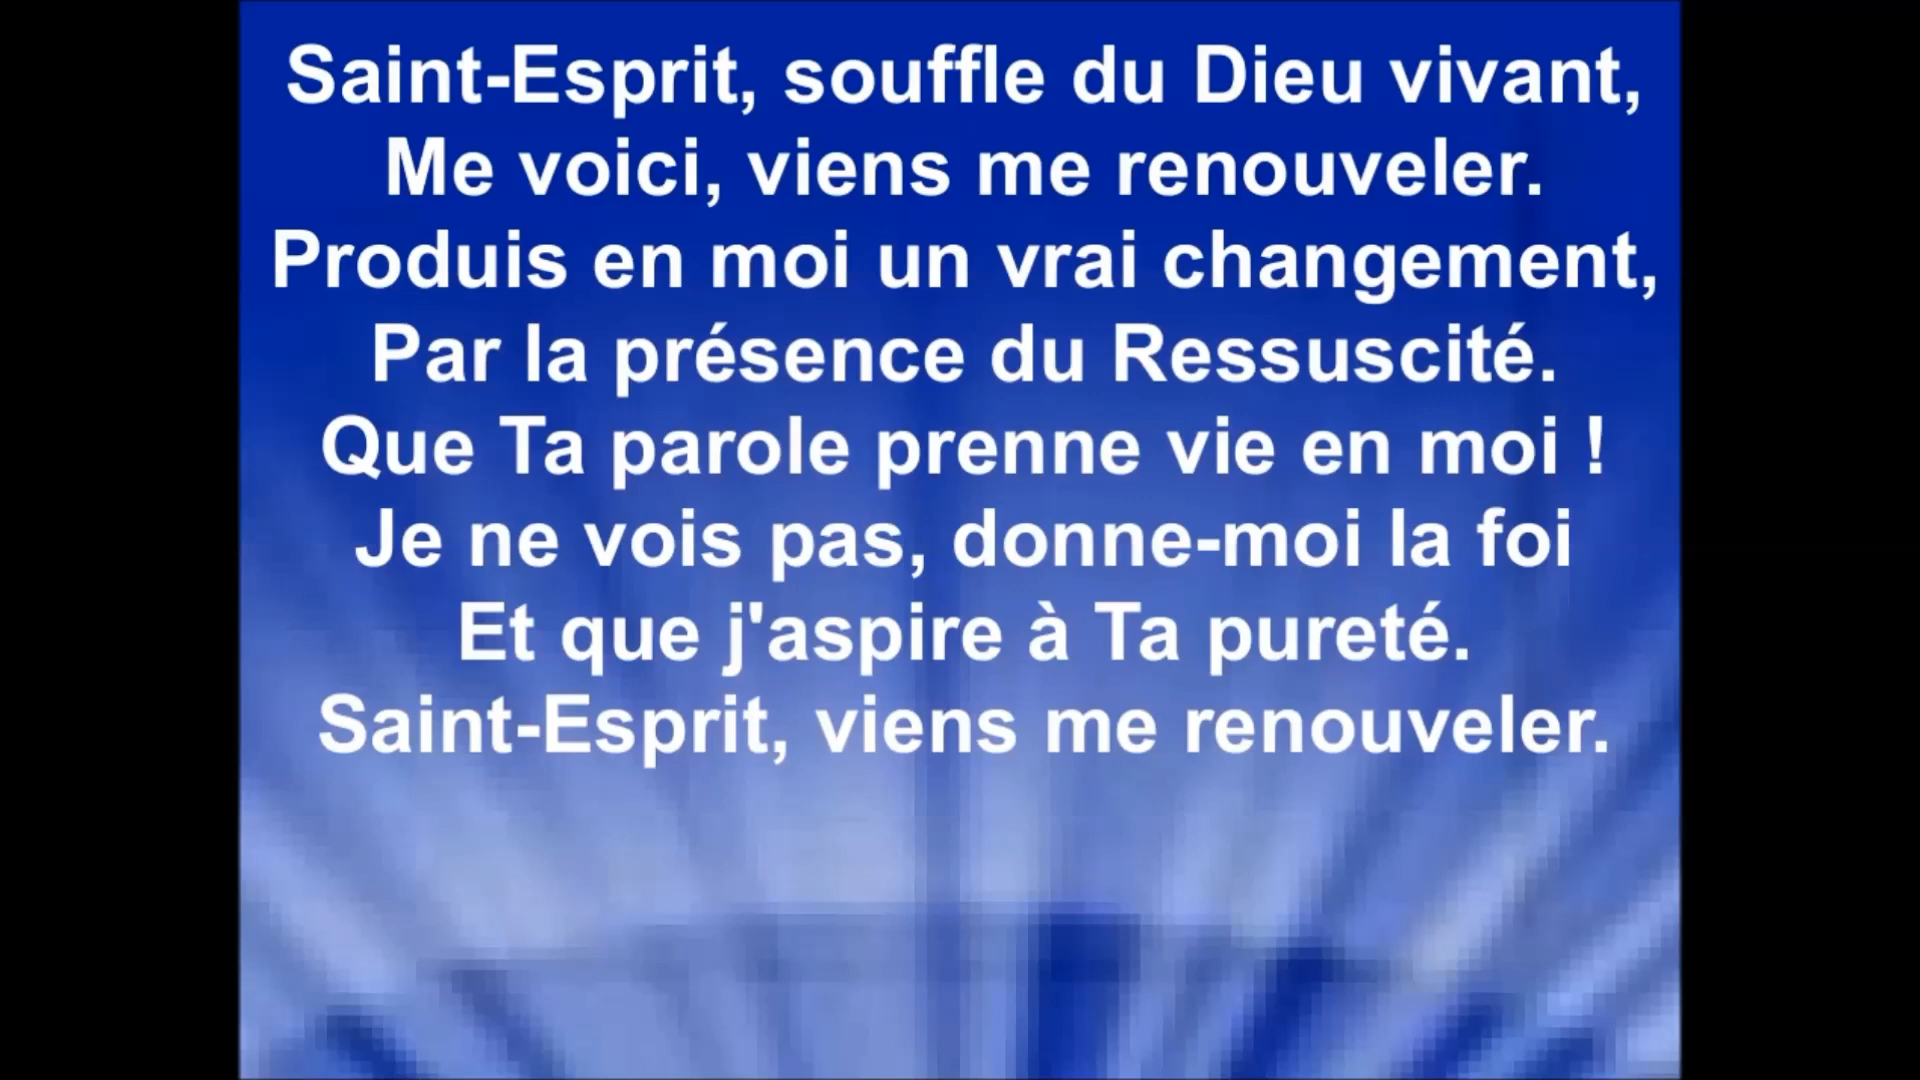 Saint-Esprit, souffle du Dieu vivant,
Me voici, viens me renouveler.
Produis en moi un vrai changement,
Par la présence du Ressuscité.
Que Ta parole prenne vie en moi !
Je ne vois pas, donne-moi la foi
Et que j'aspire à Ta pureté.
Saint-Esprit, viens me renouveler.